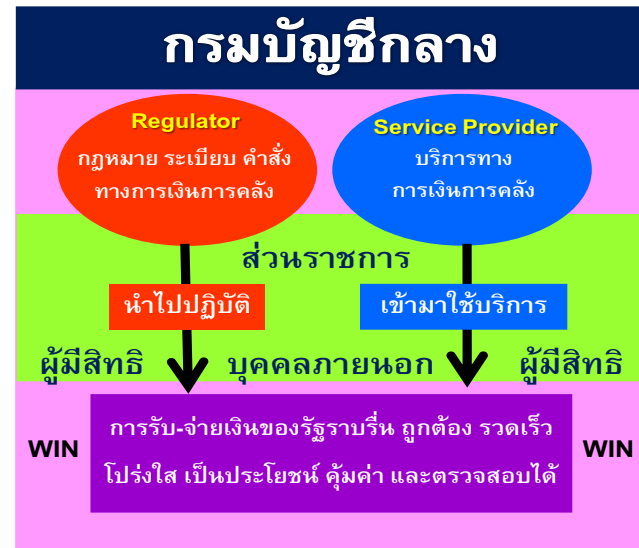 กรมบัญชีกลาง
Regulator
กฎหมาย ระเบียบ คำสั่ง
ทางการเงินการคลัง
Service Provider
บริการทาง
การเงินการคลัง
ส่วนราชการ
นำไปปฏิบัติ
เข้ามาใช้บริการ
ผู้มีสิทธิ
บุคคลภายนอก
ผู้มีสิทธิ
WIN
การรับ-จ่ายเงินของรัฐราบรื่น ถูกต้อง รวดเร็ว
โปร่งใส เป็นประโยชน์ คุ้มค่า และตรวจสอบได้
WIN